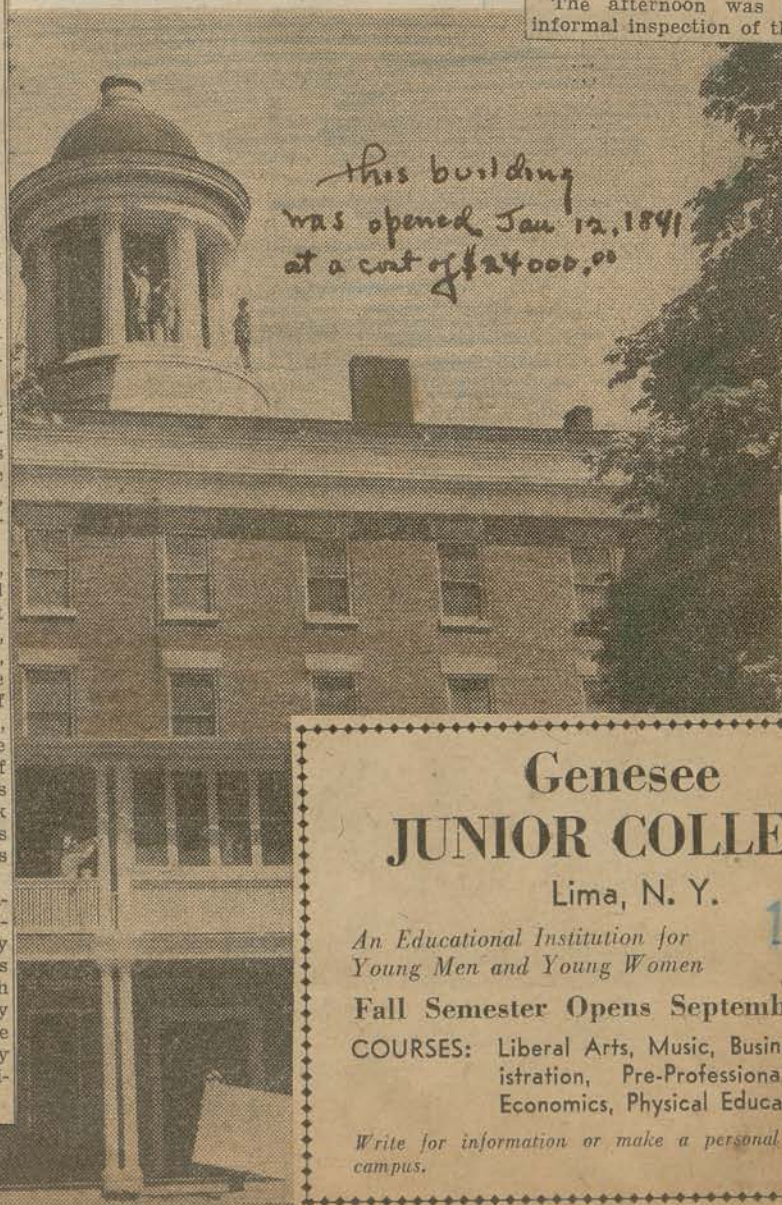 The afternoon was
informal inspection of th
this building
was opened Jan 12, 1841
at a cost of $24000.00
Genesee
JUNIOR COLLE
Lima, N. Y.
An Educational Institution for
Young Men and Young Women
Fall Semester Opens Septemb
COURSES: Liberal Arts, Music, Busin
istration, Pre-Professiona
Economics, Physical Educa
Write for information or make a personal
campus.